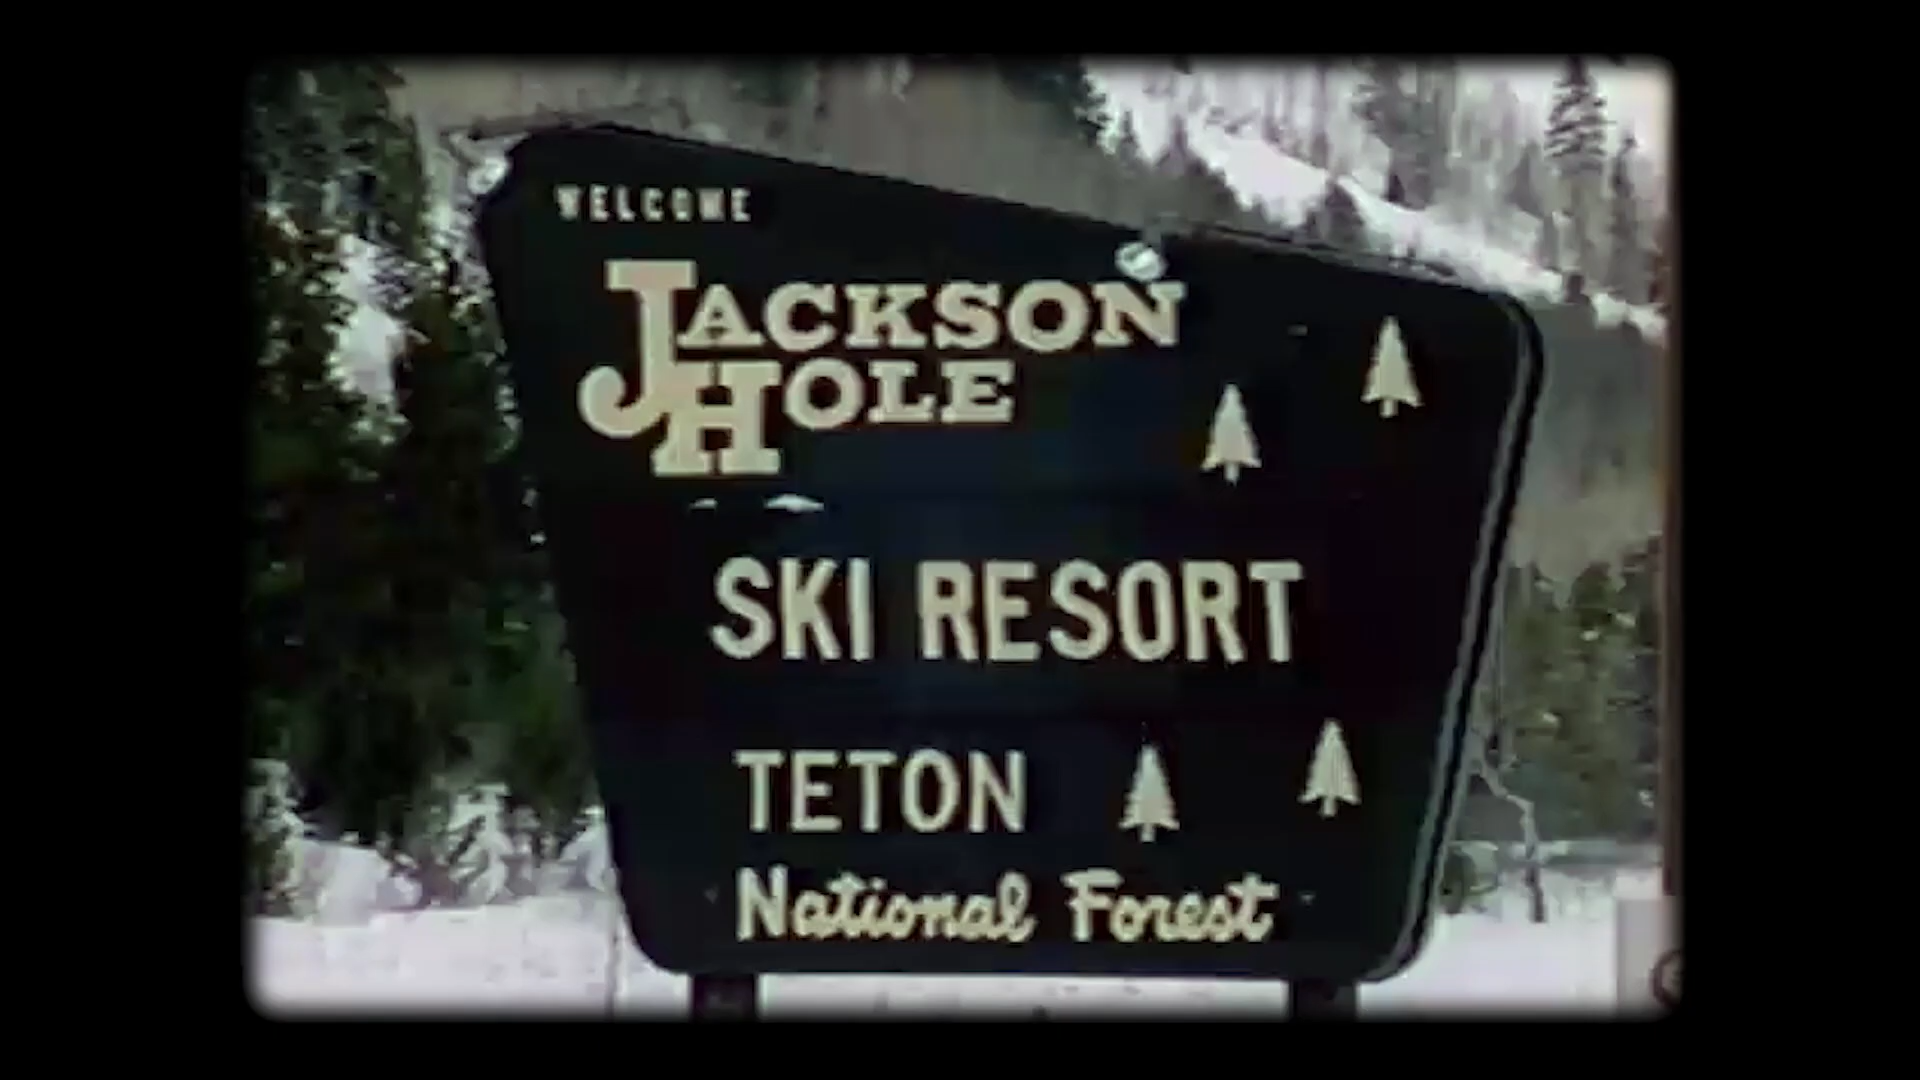 WELCOME
JACKSON
HOLE
SKI RESORT
TETON
National Forest